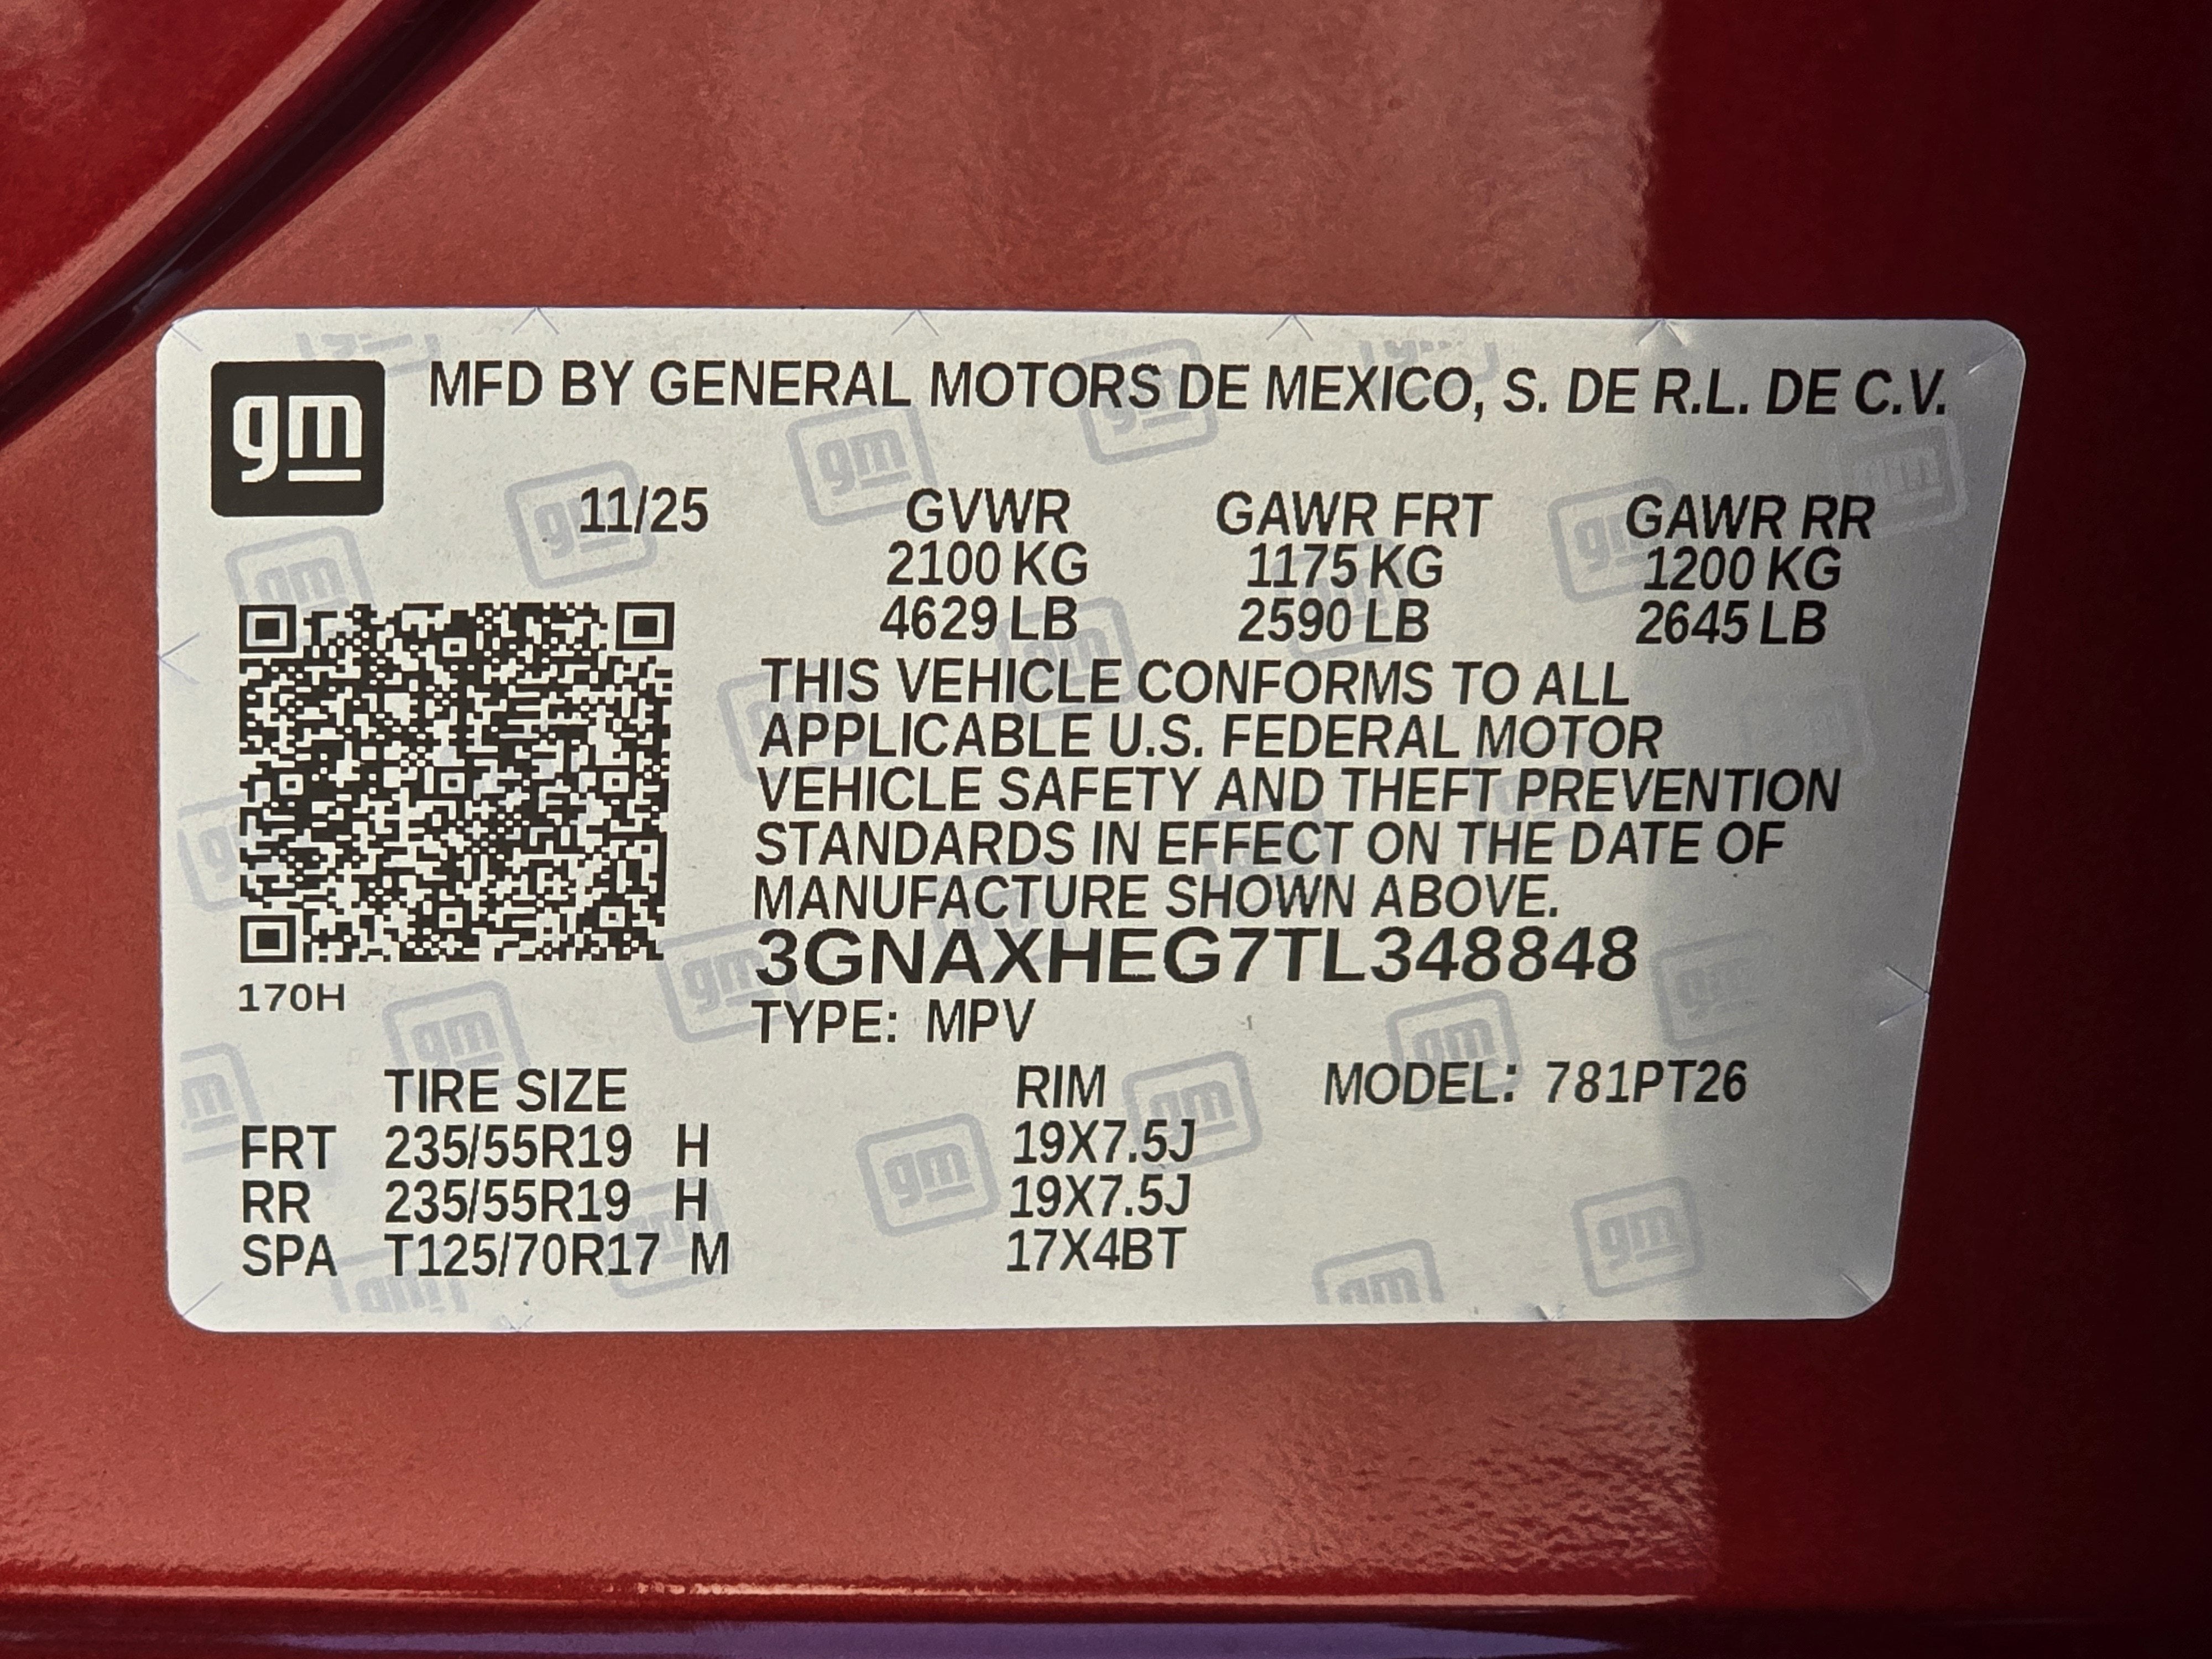 gm MFD BY GENERAL MOTORS DE MEXICO, S. DE R.L. DE C.V.
11/25 GVWR GAWR FRT GAWR RR
2100 KG 1175 KG 1200 KG
4629 LB 2590 LB 2645 LB
THIS VEHICLE CONFORMS TO ALL
APPLICABLE U.S. FEDERAL MOTOR
VEHICLE SAFETY AND THEFT PREVENTION
STANDARDS IN EFFECT ON THE DATE OF
MANUFACTURE SHOWN ABOVE.
3GNAXHEG7TL348848
170H
TYPE: MPV
TIRE SIZE RIM MODEL: 781PT26
FRT 235/55R19 H 19X7.5J
RR 235/55R19 H 19X7.5J
SPA T125/70R17 M 17X4BT